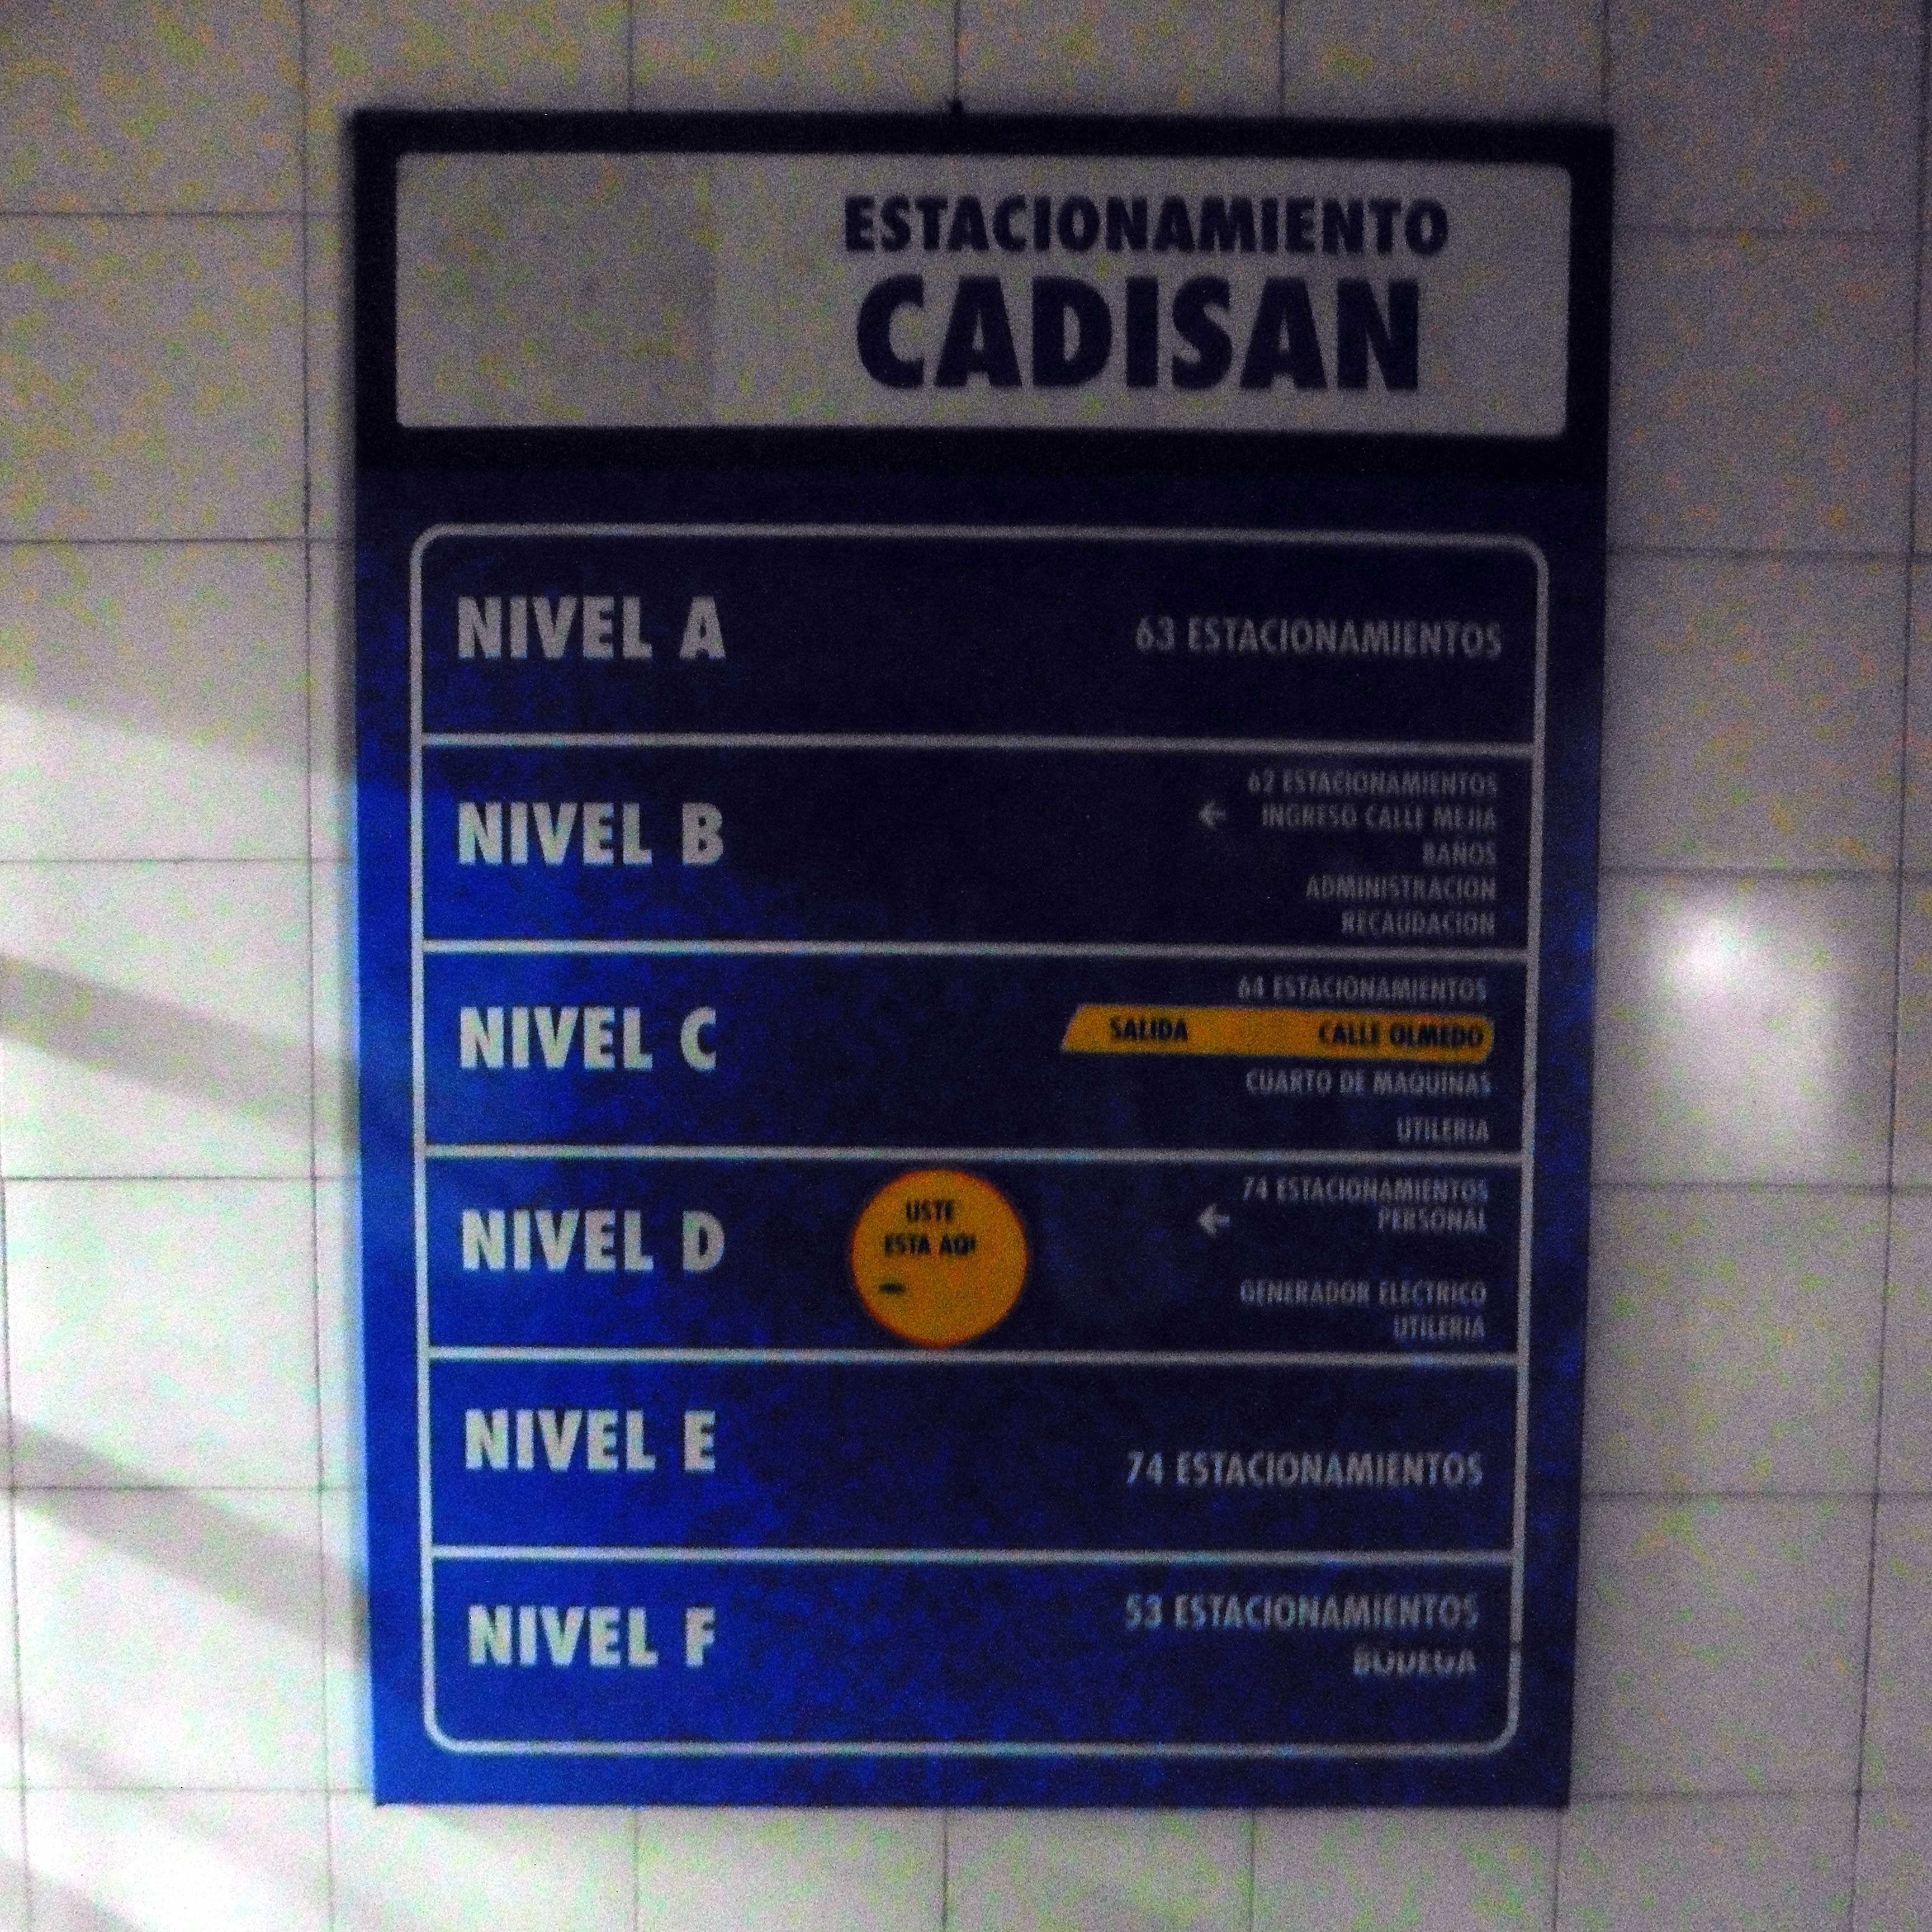 ESTACIONAMIENTO
CADISAN
NIVEL A
63 ESTACIONAMIENTOS
NIVEL B
62 ESTACIONAMIENTOS
← INGRESO CALLE MEJIA
BAÑOS
ADMINISTRACION
RECAUDACION
NIVEL C
64 ESTACIONAMIENTOS
SALIDA CALLE OLMEDO
CUARTO DE MAQUINAS
UTILERIA
NIVEL D
USTE
ESTA AQI
74 ESTACIONAMIENTOS
← PERSONAL
GENERADOR ELECTRICO
UTILERIA
NIVEL E
74 ESTACIONAMIENTOS
NIVEL F
53 ESTACIONAMIENTOS
BODEGA